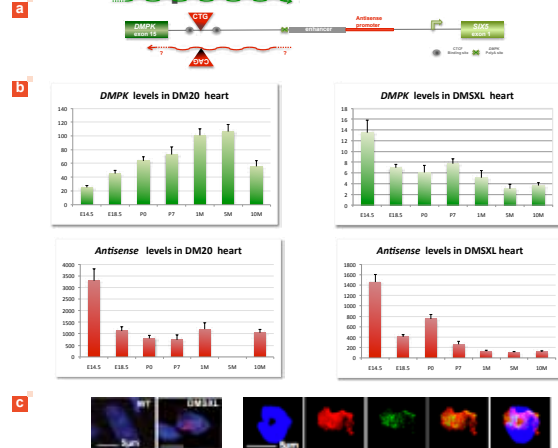 a
CTG
DMPK
exon 15
enhancer
Antisense
promoter
SIX5
exon 1
?
CAG
?
CTCF
Binding site
DMPK
PolyA site
b
DMPK levels in DM20 heart
140
120
100
80
60
40
20
0
E14.5 E18.5 P0 P7 1M 5M 10M
DMPK levels in DMSXL heart
18
16
14
12
10
8
6
4
2
0
E14.5 E18.5 P0 P7 1M 5M 10M
Antisense levels in DM20 heart
4000
3500
3000
2500
2000
1500
1000
500
0
E14.5 E18.5 P0 P7 1M 5M 10M
Antisense levels in DMSXL heart
1800
1600
1400
1200
1000
800
600
400
200
0
E14.5 E18.5 P0 P7 1M 5M 10M
c
WT
DMSXL
5µm
5µm